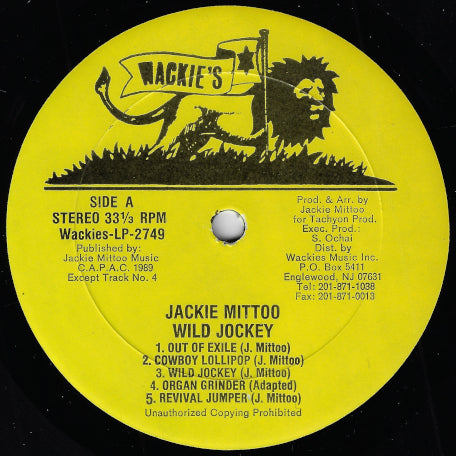 WACKIE'S
SIDE A
STEREO 33⅓ RPM
Wackies-LP-2749
Published by:
Jackie Mittoo Music
C.A.P.A.C. 1989
Except Track No. 4
Prod. & Arr. by
Jackie Mittoo
for Tachyon Prod.
Exec. Prod.:
S. Ochai
Dist. by
Wackies Music Inc.
P.O. Box 5411
Englewood, NJ 07631
Tel: 201-871-1038
Fax: 201-871-0013
JACKIE MITTOO
WILD JOCKEY
1. OUT OF EXILE (J. Mittoo)
2. COWBOY LOLLIPOP (J. Mittoo)
3. WILD JOCKEY (J. Mittoo)
4. ORGAN GRINDER (Adapted)
5. REVIVAL JUMPER (J. Mittoo)
Unauthorized Copying Prohibited